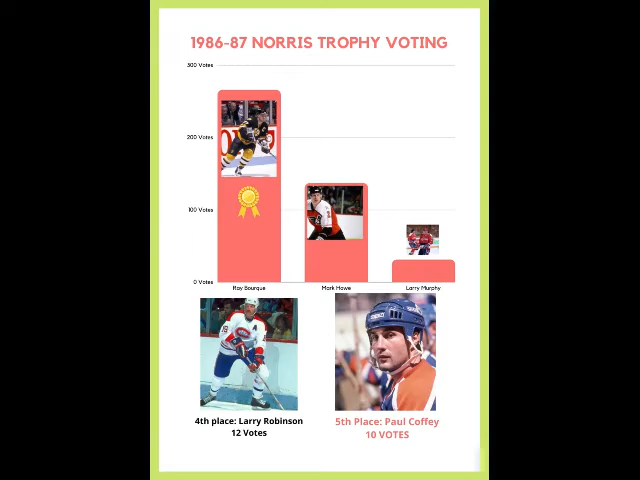 1986-87 NORRIS TROPHY VOTING
300 Votes
200 Votes
100 Votes
0 Votes
Ray Bourque
Mark Howe
Larry Murphy
4th place: Larry Robinson
12 Votes
5th Place: Paul Coffey
10 VOTES